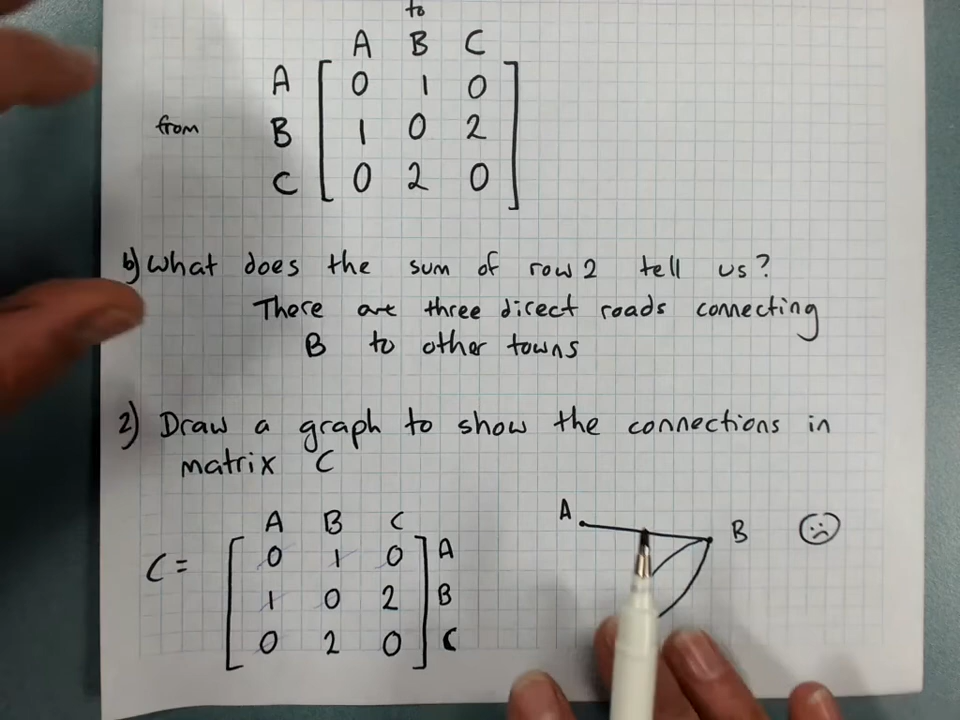 to
A B C
A 0 1 0
from B 1 0 2
C 0 2 0
b) What does the sum of row 2 tell us?
There are three direct roads connecting
B to other towns
2) Draw a graph to show the connections in
matrix C
A B C
C = 0 1 0 A
1 0 2 B
0 2 0 C
A B